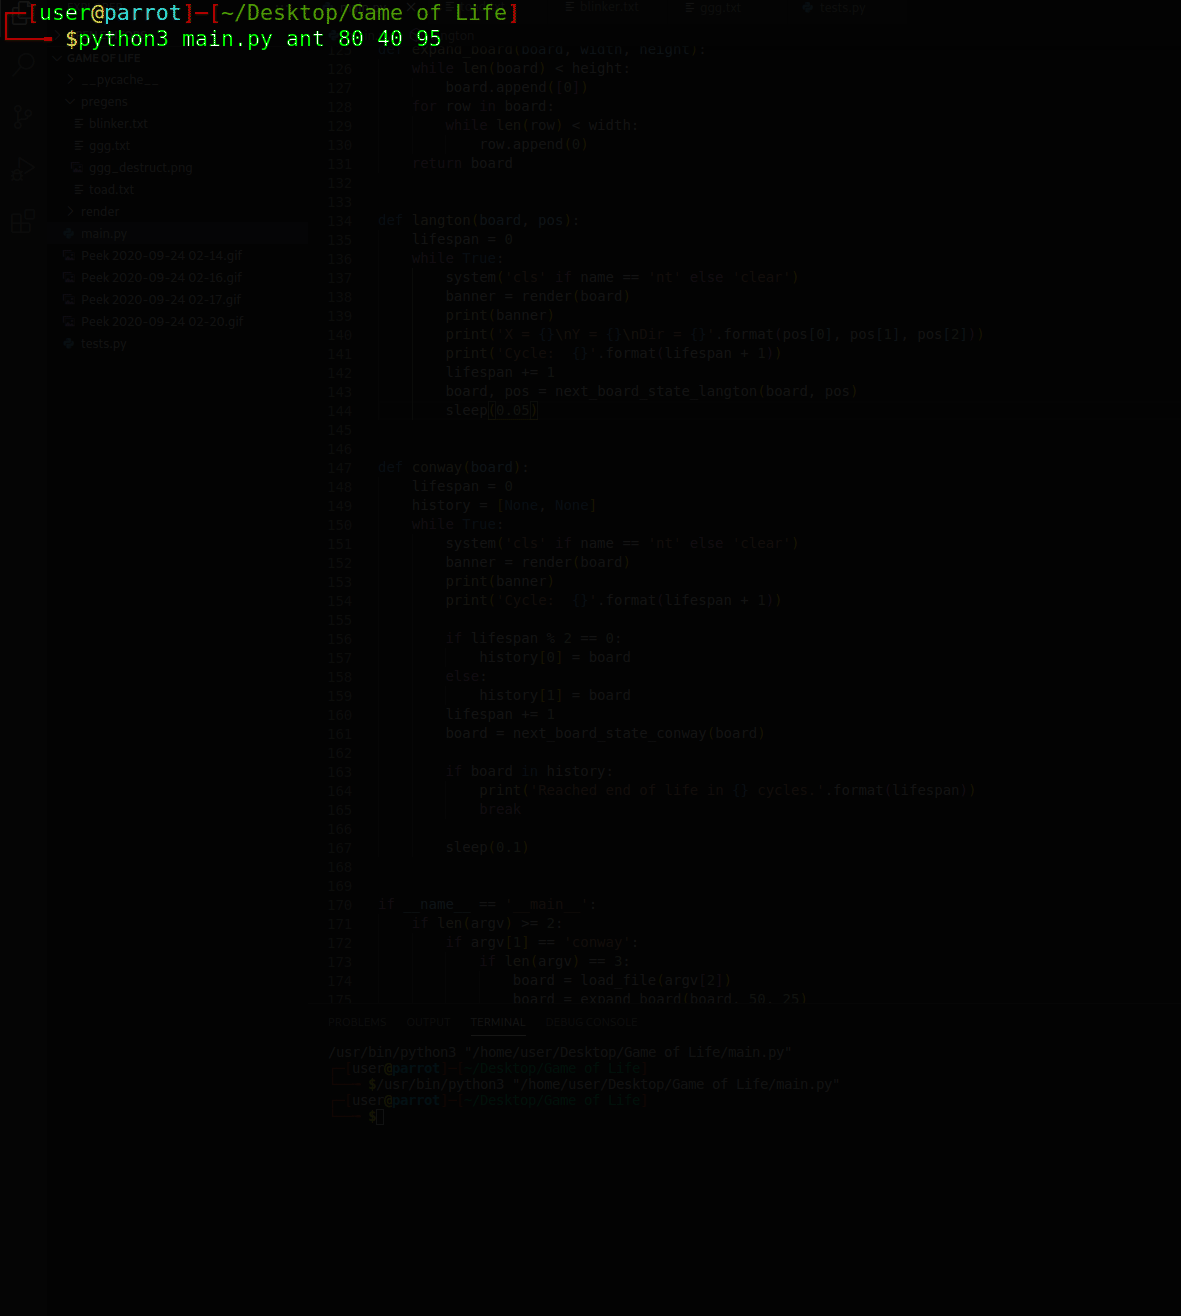 [user@parrot]─[~/Desktop/Game of Life]
$python3 main.py ant 80 40 95
blinker.txt
ggg.txt
tests.py
GAME OF LIFE
__pycache__
pregens
blinker.txt
ggg.txt
ggg_destruct.png
toad.txt
render
main.py
Peek 2020-09-24 02-14.gif
Peek 2020-09-24 02-16.gif
Peek 2020-09-24 02-17.gif
Peek 2020-09-24 02-20.gif
tests.py
125 def expand_board(board, width, height):
126 while len(board) < height:
127 board.append([0])
128 for row in board:
129 while len(row) < width:
130 row.append(0)
131 return board
132
133
134 def langton(board, pos):
135 lifespan = 0
136 while True:
137 system('cls' if name == 'nt' else 'clear')
138 banner = render(board)
139 print(banner)
140 print('X = {}\nY = {}\nDir = {}'.format(pos[0], pos[1], pos[2]))
141 print('Cycle:  {}'.format(lifespan + 1))
142 lifespan += 1
143 board, pos = next_board_state_langton(board, pos)
144 sleep(0.05)
145
146
147 def conway(board):
148 lifespan = 0
149 history = [None, None]
150 while True:
151 system('cls' if name == 'nt' else 'clear')
152 banner = render(board)
153 print(banner)
154 print('Cycle:  {}'.format(lifespan + 1))
155
156 if lifespan % 2 == 0:
157 history[0] = board
158 else:
159 history[1] = board
160 lifespan += 1
161 board = next_board_state_conway(board)
162
163 if board in history:
164 print('Reached end of life in {} cycles.'.format(lifespan))
165 break
166
167 sleep(0.1)
168
169
170 if __name__ == '__main__':
171 if len(argv) >= 2:
172 if argv[1] == 'conway':
173 if len(argv) == 3:
174 board = load_file(argv[2])
175 board = expand_board(board, 50, 25)
PROBLEMS OUTPUT TERMINAL DEBUG CONSOLE
/usr/bin/python3 "/home/user/Desktop/Game of Life/main.py"
[user@parrot]─[~/Desktop/Game of Life]
$/usr/bin/python3 "/home/user/Desktop/Game of Life/main.py"
[user@parrot]─[~/Desktop/Game of Life]
$